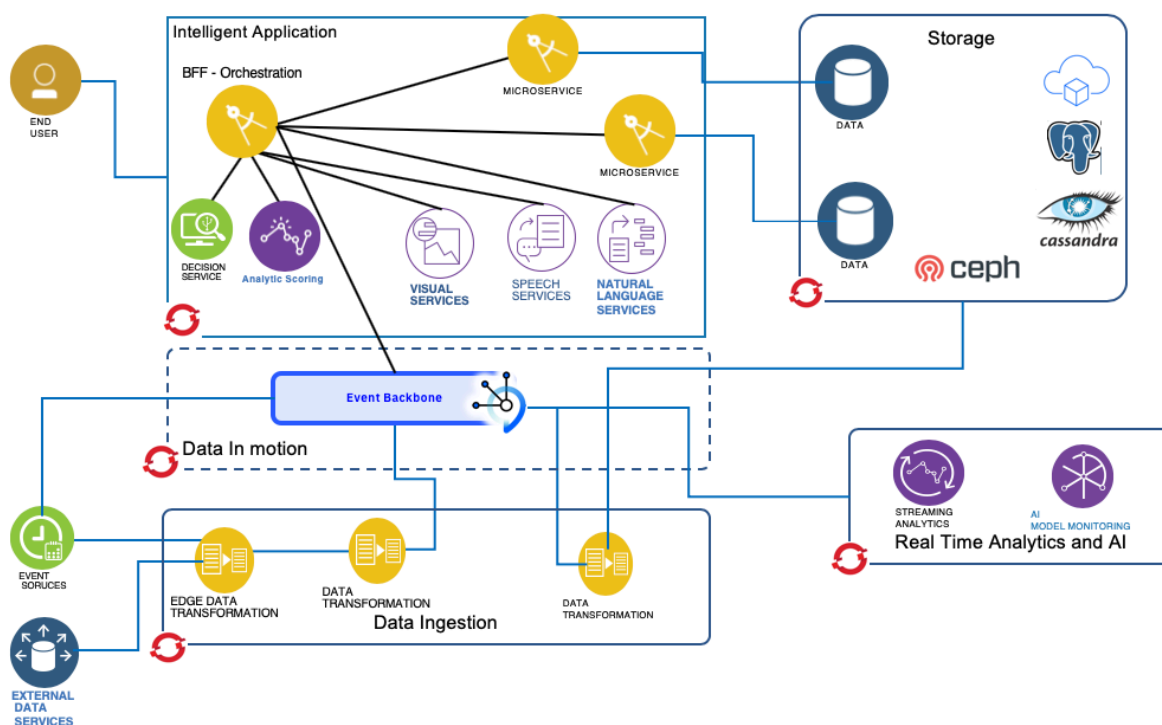 Intelligent Application
Storage
BFF - Orchestration
MICROSERVICE
END
USER
DATA
MICROSERVICE
DECISION
SERVICE
Analytic Scoring
VISUAL
SERVICES
SPEECH
SERVICES
NATURAL
LANGUAGE
SERVICES
DATA
cassandra
ceph
Event Backbone
Data In motion
STREAMING
ANALYTICS
AI
MODEL MONITORING
Real Time Analytics and AI
EVENT
SORUCES
EDGE DATA
TRANSFORMATION
DATA
TRANSFORMATION
DATA
TRANSFORMATION
Data Ingestion
EXTERNAL
DATA
SERVICES